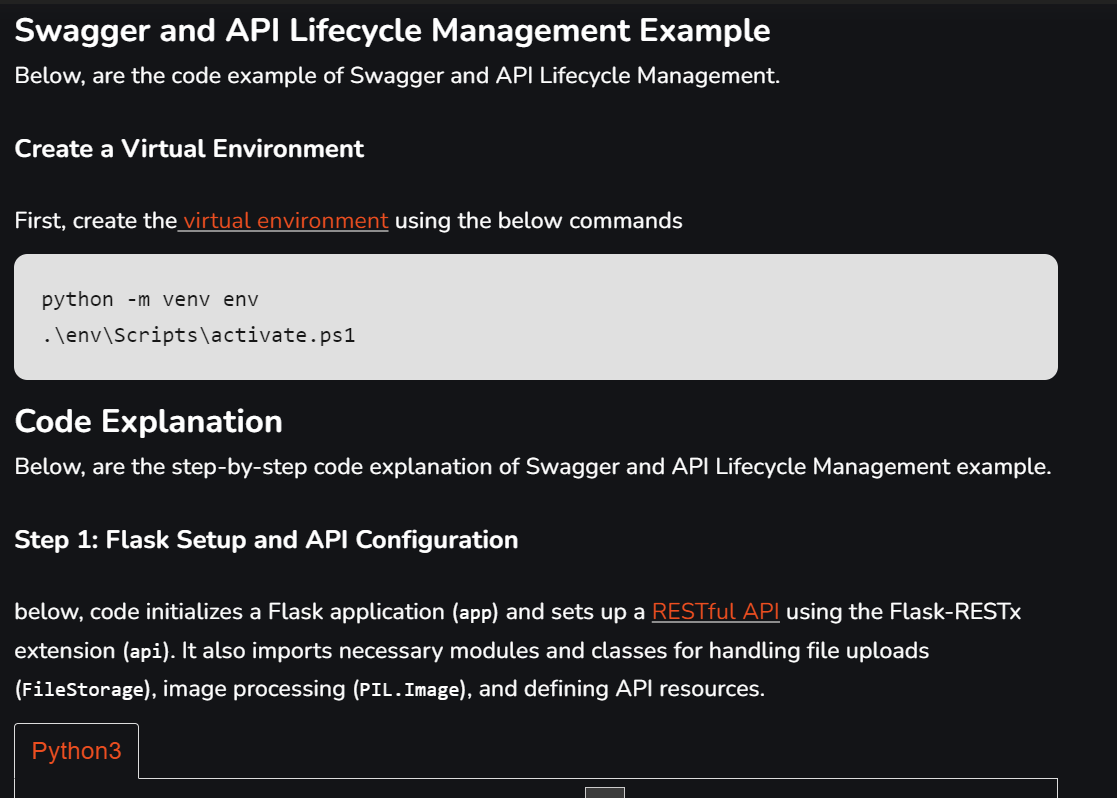 Swagger and API Lifecycle Management Example
Below, are the code example of Swagger and API Lifecycle Management.
Create a Virtual Environment
First, create the virtual environment using the below commands
python -m venv env
.\env\Scripts\activate.ps1
Code Explanation
Below, are the step-by-step code explanation of Swagger and API Lifecycle Management example.
Step 1: Flask Setup and API Configuration
below, code initializes a Flask application (app) and sets up a RESTful API using the Flask-RESTx
extension (api). It also imports necessary modules and classes for handling file uploads
(FileStorage), image processing (PIL.Image), and defining API resources.
Python3